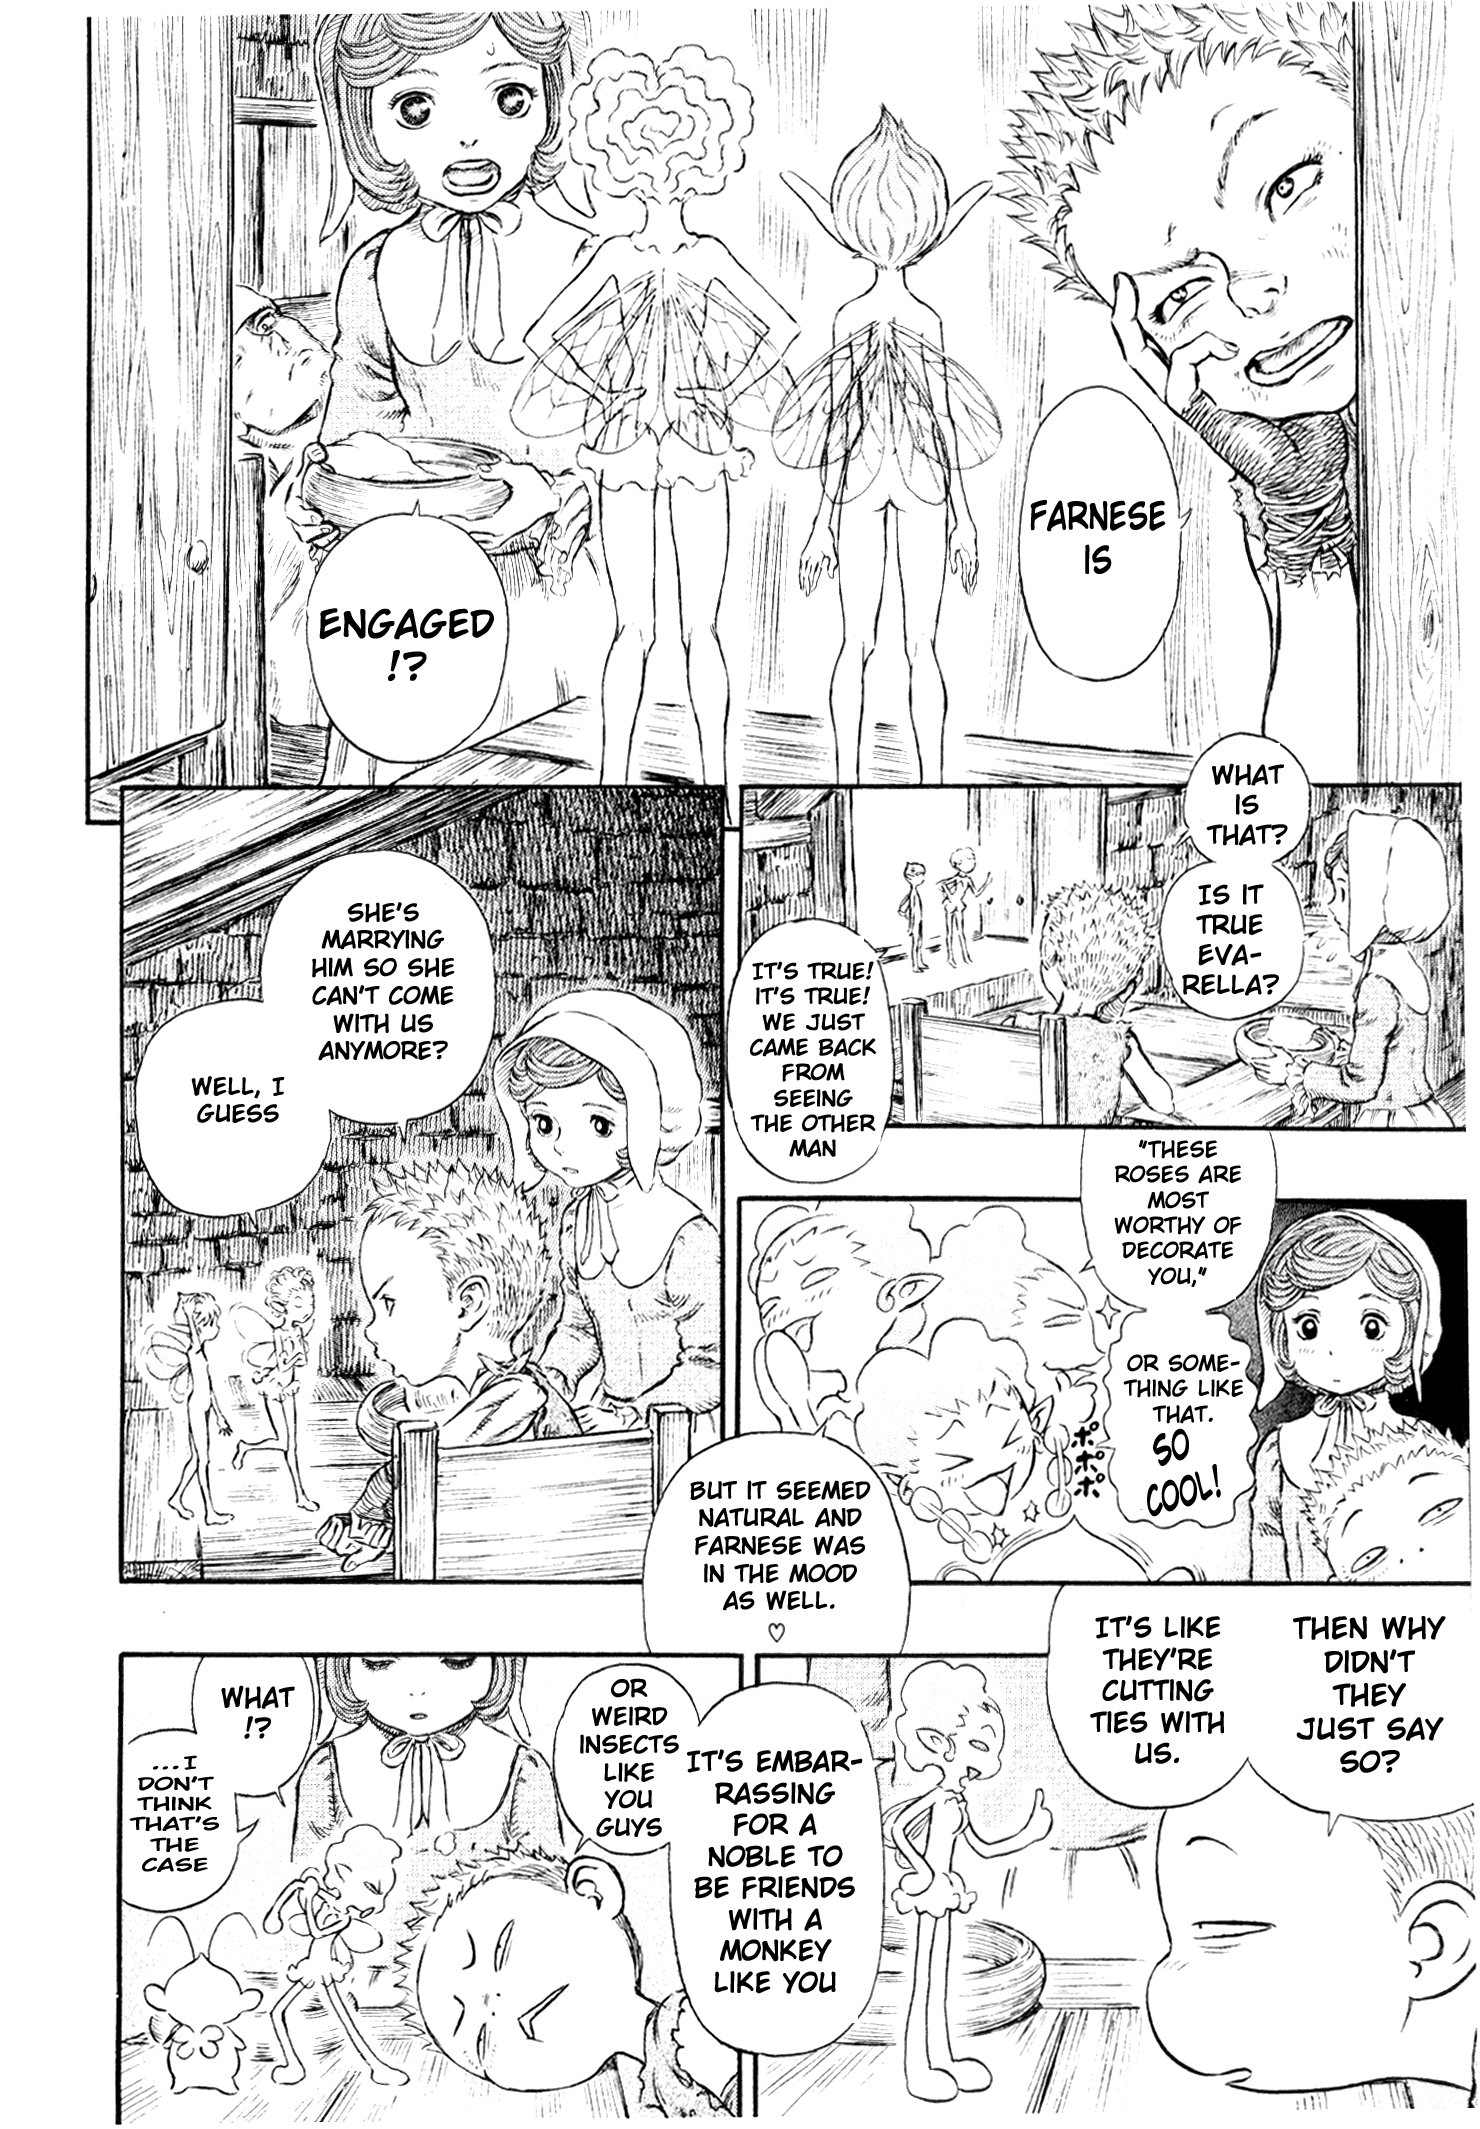 FARNESE
IS
ENGAGED
!?
WHAT
IS
THAT?
IS IT
TRUE
EVA-
RELLA?
IT'S TRUE!
IT'S TRUE!
WE JUST
CAME BACK
FROM
SEEING
THE OTHER
MAN
"THESE
ROSES ARE
MOST
WORTHY OF
DECORATE
YOU,"
OR SOME-
THING LIKE
THAT.
SO
COOL!
ポポポ
SHE'S
MARRYING
HIM SO SHE
CAN'T COME
WITH US
ANYMORE?
WELL, I
GUESS
BUT IT SEEMED
NATURAL AND
FARNESE WAS
IN THE MOOD
AS WELL.
♡
THEN WHY
DIDN'T
THEY
JUST SAY
SO?
IT'S LIKE
THEY'RE
CUTTING
TIES WITH
US.
IT'S EMBAR-
RASSING
FOR A
NOBLE TO
BE FRIENDS
WITH A
MONKEY
LIKE YOU
OR
WEIRD
INSECTS
LIKE
YOU
GUYS
WHAT
!?
...I
DON'T
THINK
THAT'S
THE
CASE